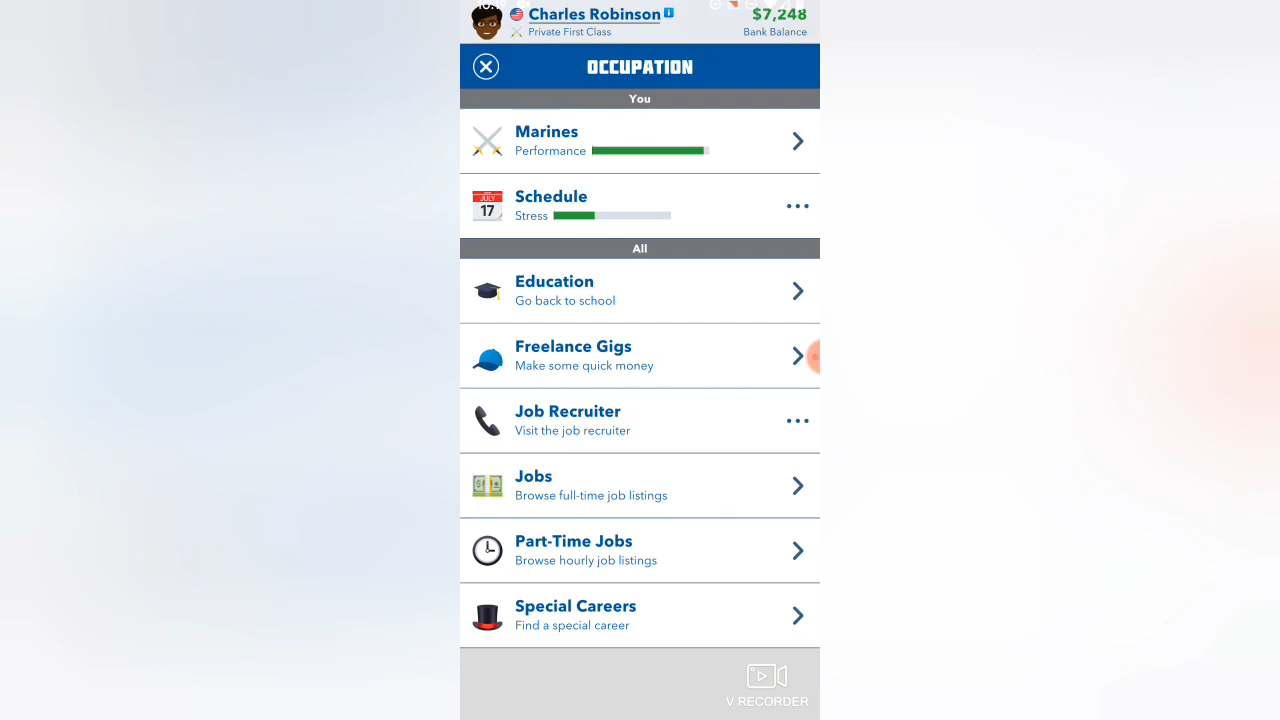 Charles Robinson
$7,248
Private First Class
Bank Balance
OCCUPATION
You
Marines
Performance
JULY
17
Schedule
Stress
All
Education
Go back to school
Freelance Gigs
Make some quick money
Job Recruiter
Visit the job recruiter
Jobs
Browse full-time job listings
Part-Time Jobs
Browse hourly job listings
Special Careers
Find a special career
V RECORDER